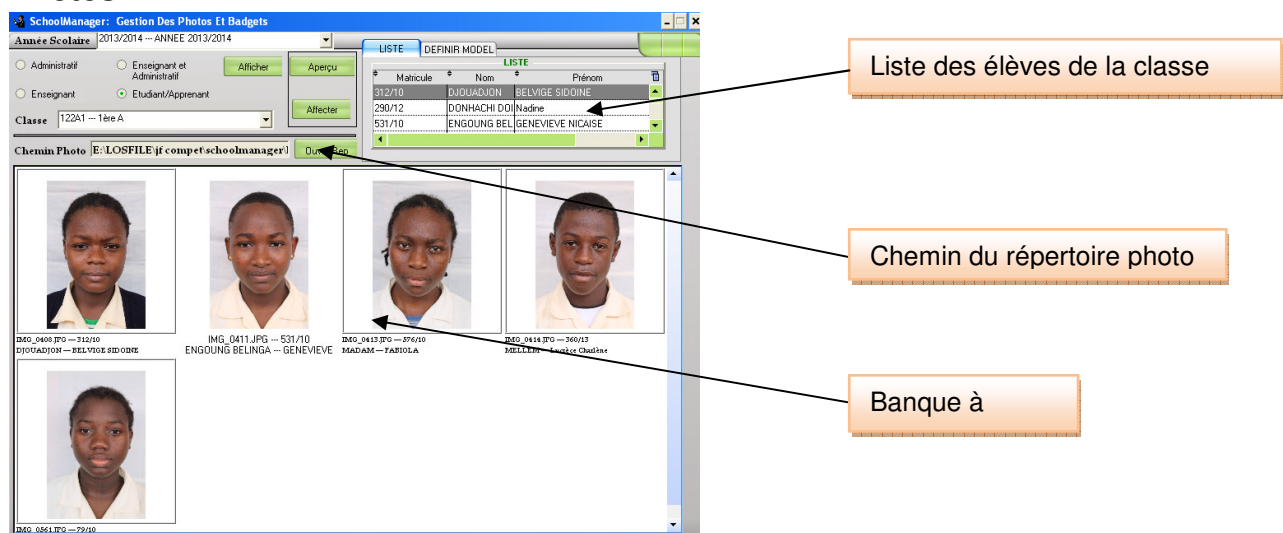 SchoolManager: Gestion Des Photos Et Badgets
Année Scolaire 2013/2014 --- ANNEE 2013/2014
LISTE DEFINIR MODEL
Administratif
Enseignant et Administratif
Afficher
Aperçu
Enseignant
Etudiant/Apprenant
Affecter
Classe 122A1 --- 1ère A
LISTE
Matricule Nom Prénom
312/10 DJOUADJON BELVIGE SIDOINE
290/12 DONHACHI DOI Nadine
531/10 ENGOUNG BEL GENEVIEVE NICAISE
Chemin Photo E:\LOSFILE\jf compet\schoolmanager\
Liste des élèves de la classe
Chemin du répertoire photo
Banque à
IMG_0408.JPG --- 312/10
DJOUADJON --- BELVIGE SIDOINE
IMG_0411.JPG --- 531/10
ENGOUNG BELINGA --- GENEVIEVE
IMG_0413.JPG --- 576/10
MADAM --- FABIOLA
IMG_0414.JPG --- 360/13
MELLEM --- Lucrèce Charlène
IMG_0561.JPG --- 79/10